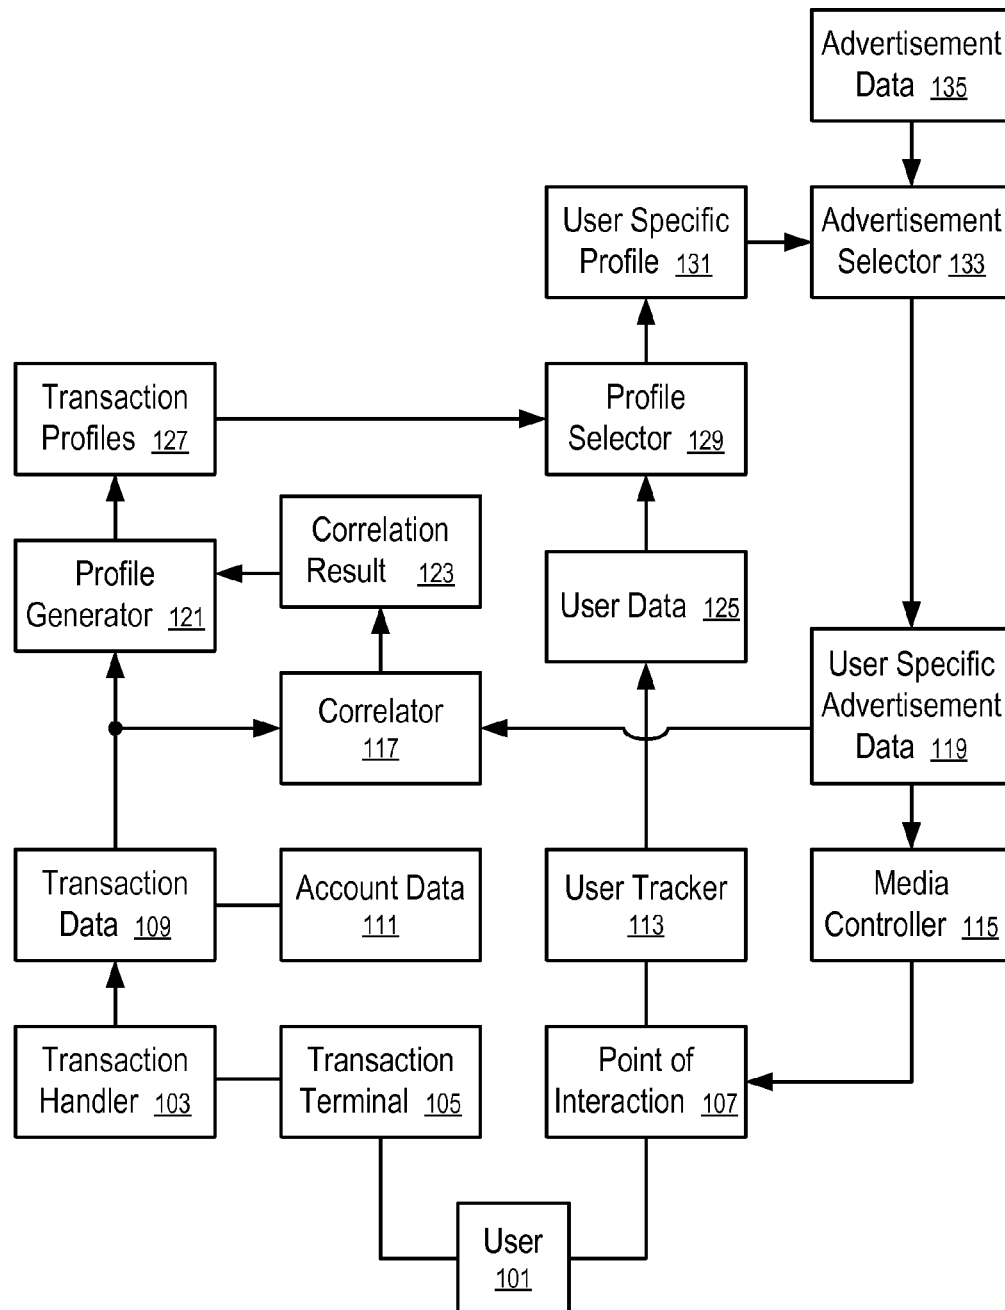 Advertisement
Data 135
User Specific
Profile 131
Advertisement
Selector 133
Transaction
Profiles 127
Profile
Selector 129
Correlation
Result 123
Profile
Generator 121
User Data 125
User Specific
Advertisement
Data 119
Correlator
117
Transaction
Data 109
Account Data
111
User Tracker
113
Media
Controller 115
Transaction
Handler 103
Transaction
Terminal 105
Point of
Interaction 107
User
101